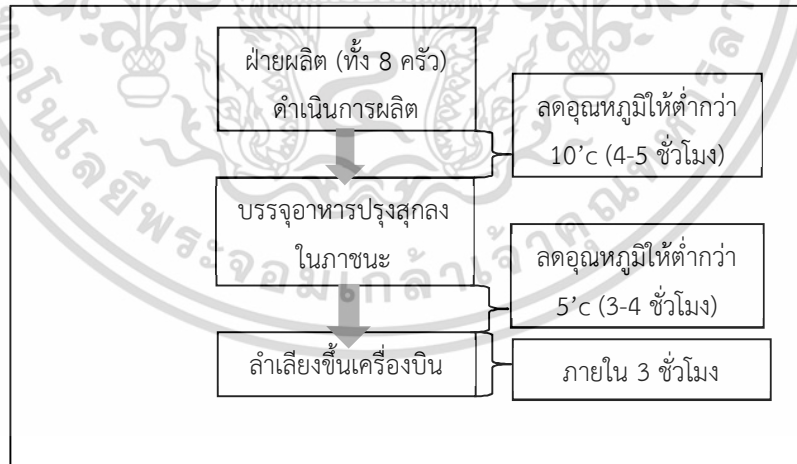 ฝ่ายผลิต (ทั้ง 8 ครัว)
ดำเนินการผลิต
ลดอุณหภูมิให้ต่ำกว่า
10'c (4-5 ชั่วโมง)
บรรจุอาหารปรุงสุกลง
ในภาชนะ
ลดอุณหภูมิให้ต่ำกว่า
5'c (3-4 ชั่วโมง)
ลำเลียงขึ้นเครื่องบิน
ภายใน 3 ชั่วโมง